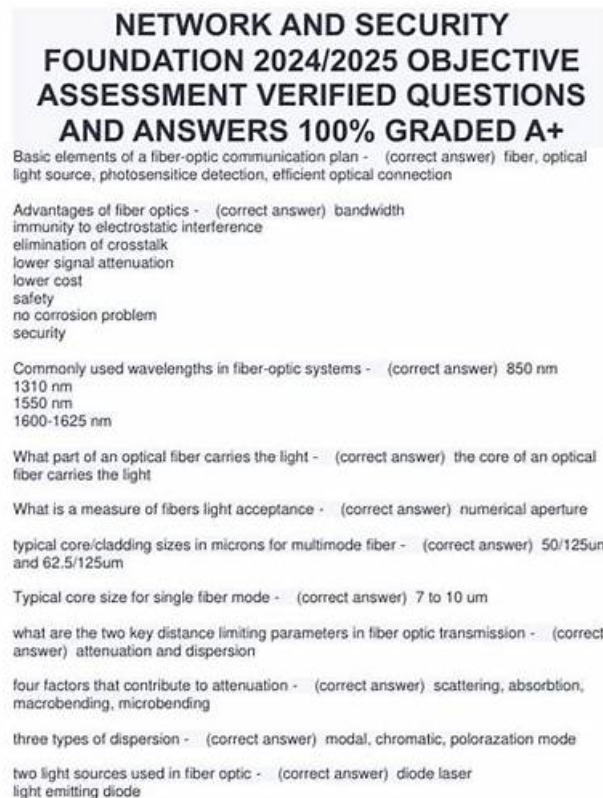 NETWORK AND SECURITY
FOUNDATION 2024/2025 OBJECTIVE
ASSESSMENT VERIFIED QUESTIONS
AND ANSWERS 100% GRADED A+
Basic elements of a fiber-optic communication plan - (correct answer) fiber, optical
light source, photosensitice detection, efficient optical connection
Advantages of fiber optics - (correct answer) bandwidth
immunity to electrostatic interference
elimination of crosstalk
lower signal attenuation
lower cost
safety
no corrosion problem
security
Commonly used wavelengths in fiber-optic systems - (correct answer) 850 nm
1310 nm
1550 nm
1600-1625 nm
What part of an optical fiber carries the light - (correct answer) the core of an optical
fiber carries the light
What is a measure of fibers light acceptance - (correct answer) numerical aperture
typical core/cladding sizes in microns for multimode fiber - (correct answer) 50/125um
and 62.5/125um
Typical core size for single fiber mode - (correct answer) 7 to 10 um
what are the two key distance limiting parameters in fiber optic transmission - (correct
answer) attenuation and dispersion
four factors that contribute to attenuation - (correct answer) scattering, absorbtion,
macrobending, microbending
three types of dispersion - (correct answer) modal, chromatic, polorazation mode
two light sources used in fiber optic - (correct answer) diode laser
light emitting diode